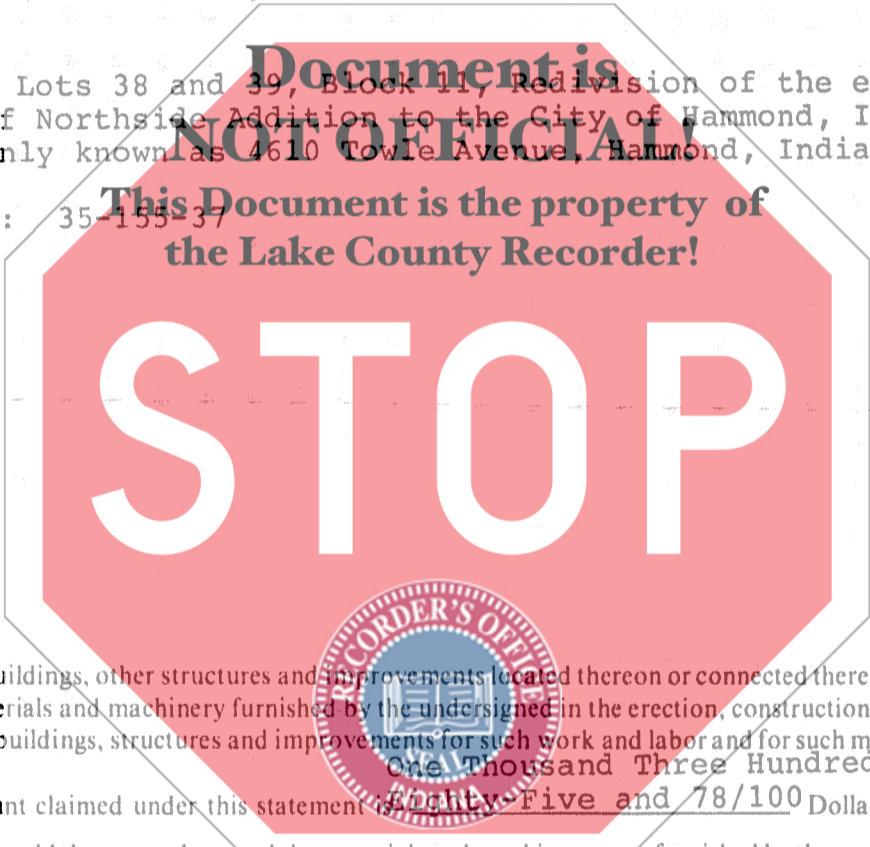 Document is
Lots 38 and 39, Block 11, Redivision of the e
f Northside Addition to the City of Hammond, I
NOT OFFICIAL!
nly known as 4610 Towle Avenue, Hammond, India
This Document is the property of
: 35-155-37
the Lake County Recorder!
STOP
RECORDER'S OFFICE
uildings, other structures and improvements located thereon or connected there
erials and machinery furnished by the undersigned in the erection, construction
buildings, structures and improvements for such work and labor and for such m
One Thousand Three Hundred
nt claimed under this statement is Eighty-Five and 78/100 Dolla